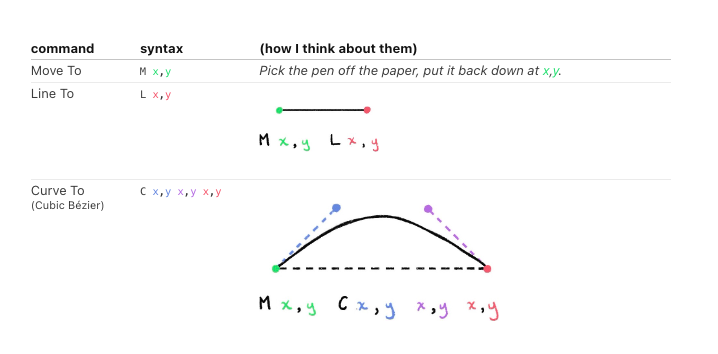 command syntax (how I think about them)
Move To M x,y Pick the pen off the paper, put it back down at x,y.
Line To L x,y
M x,y L x,y
Curve To C x,y x,y x,y
(Cubic Bézier)
M x,y C x,y x,y x,y